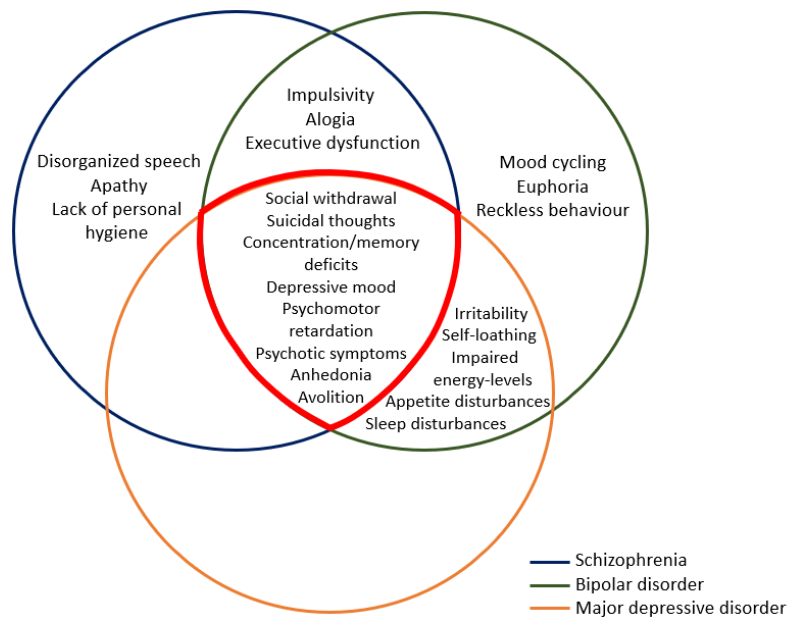 Impulsivity
Alogia
Executive dysfunction
Disorganized speech
Apathy
Lack of personal
hygiene
Mood cycling
Euphoria
Reckless behaviour
Social withdrawal
Suicidal thoughts
Concentration/memory
deficits
Depressive mood
Psychomotor
retardation
Psychotic symptoms
Anhedonia
Avolition
Irritability
Self-loathing
Impaired
energy-levels
Appetite disturbances
Sleep disturbances
Schizophrenia
Bipolar disorder
Major depressive disorder